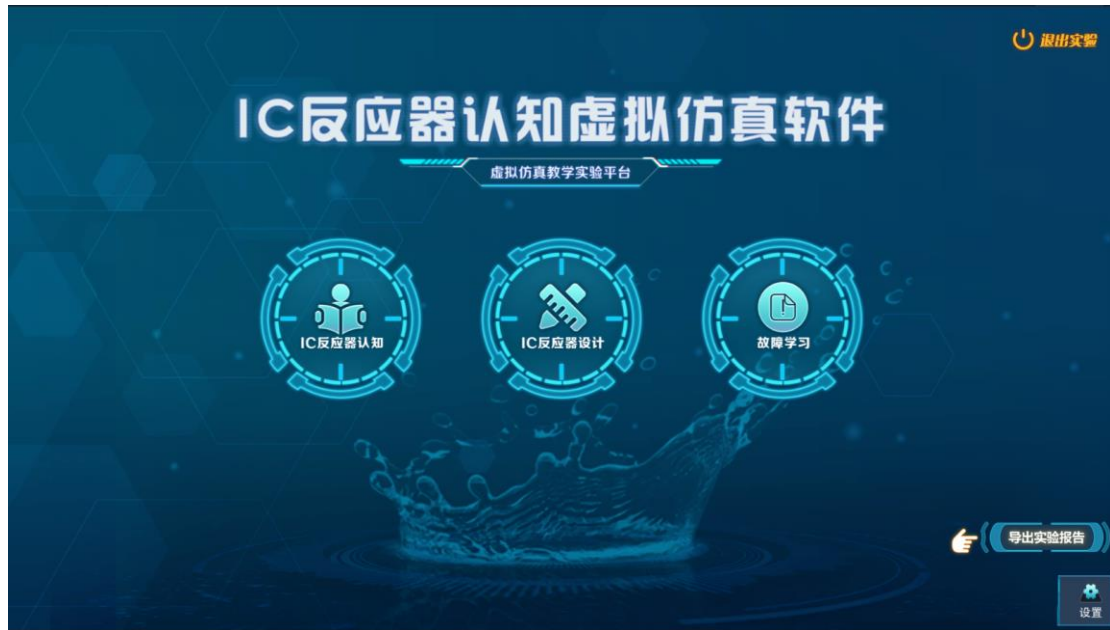 退出实验
IC反应器认知虚拟仿真软件
虚拟仿真教学实验平台
IC反应器认知
IC反应器设计
故障学习
导出实验报告
设置